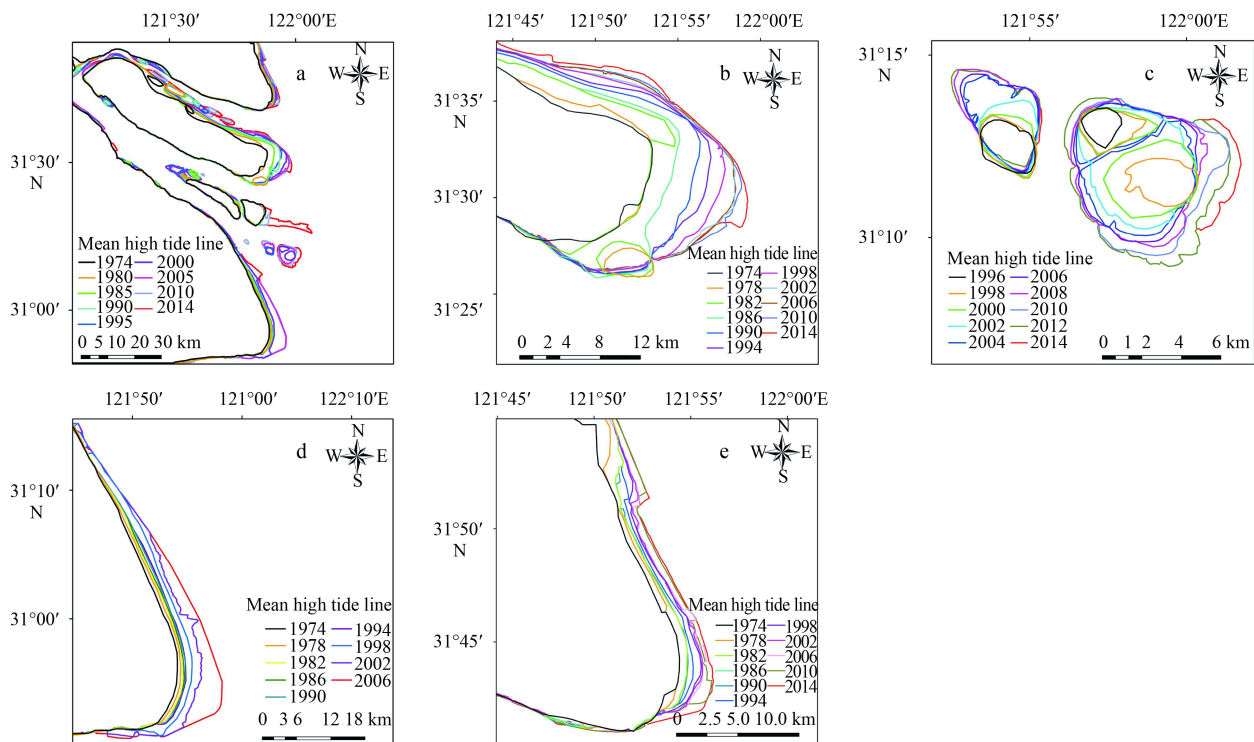 121°30′ 122°00′E
N
W E
S
a
31°30′
N
31°00′
Mean high tide line
1974 2000
1980 2005
1985 2010
1990 2014
1995
0 5 10 20 30 km
121°45′ 121°50′ 121°55′ 122°00′E
N
W E
S
b
31°35′
N
31°30′
31°25′
Mean high tide line
1974 1998
1978 2002
1982 2006
1986 2010
1990 2014
1994
0 2 4 8 12 km
121°55′ 122°00′E
31°15′
N
N
W E
S
c
31°10′
Mean high tide line
1996 2006
1998 2008
2000 2010
2002 2012
2004 2014
0 1 2 4 6 km
121°50′ 121°00′ 122°10′E
N
W E
S
d
31°10′
N
31°00′
Mean high tide line
1974 1994
1978 1998
1982 2002
1986 2006
1990
0 3 6 12 18 km
121°45′ 121°50′ 121°55′ 122°00′E
N
W E
S
e
31°50′
N
31°45′
Mean high tide line
1974 1998
1978 2002
1982 2006
1986 2010
1990 2014
1994
0 2.5 5.0 10.0 km